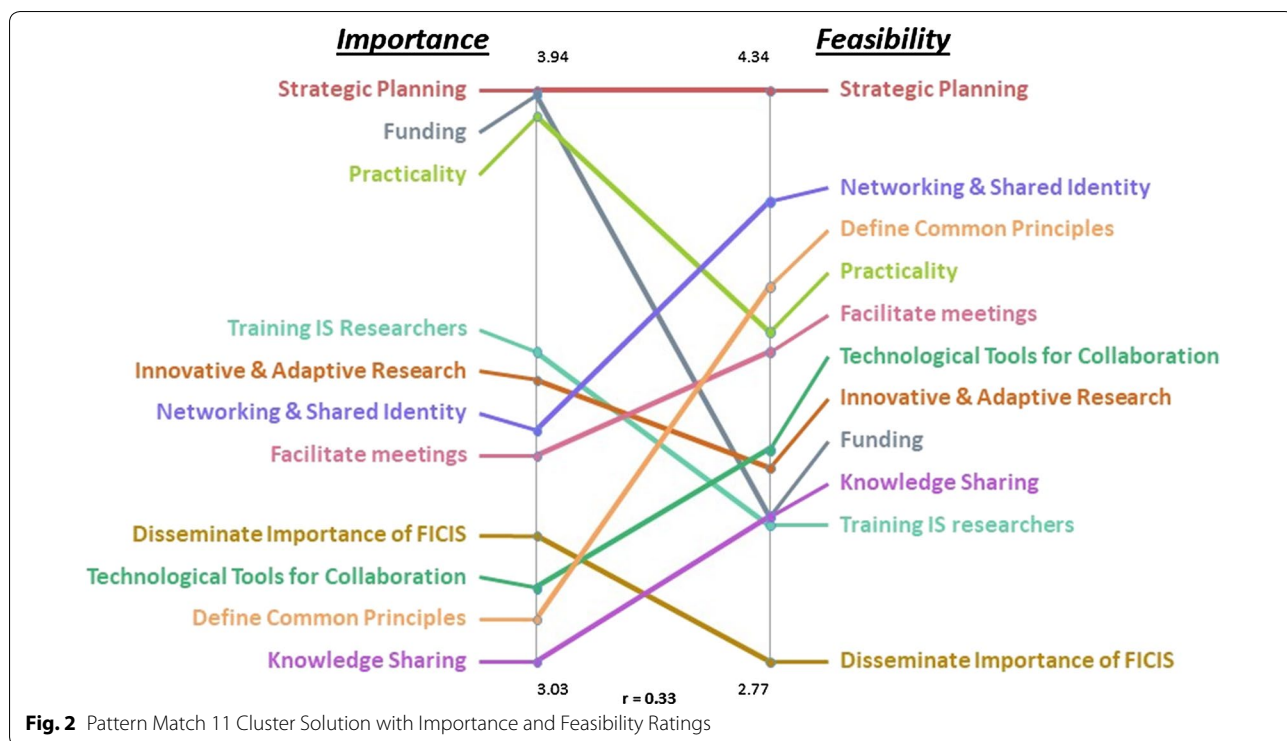 Importance
Feasibility
3.94
4.34
Strategic Planning
Funding
Practicality
Training IS Researchers
Innovative & Adaptive Research
Networking & Shared Identity
Facilitate meetings
Disseminate Importance of FICIS
Technological Tools for Collaboration
Define Common Principles
Knowledge Sharing
Strategic Planning
Networking & Shared Identity
Define Common Principles
Practicality
Facilitate meetings
Technological Tools for Collaboration
Innovative & Adaptive Research
Funding
Knowledge Sharing
Training IS researchers
Disseminate Importance of FICIS
3.03
2.77
r = 0.33
Fig. 2 Pattern Match 11 Cluster Solution with Importance and Feasibility Ratings